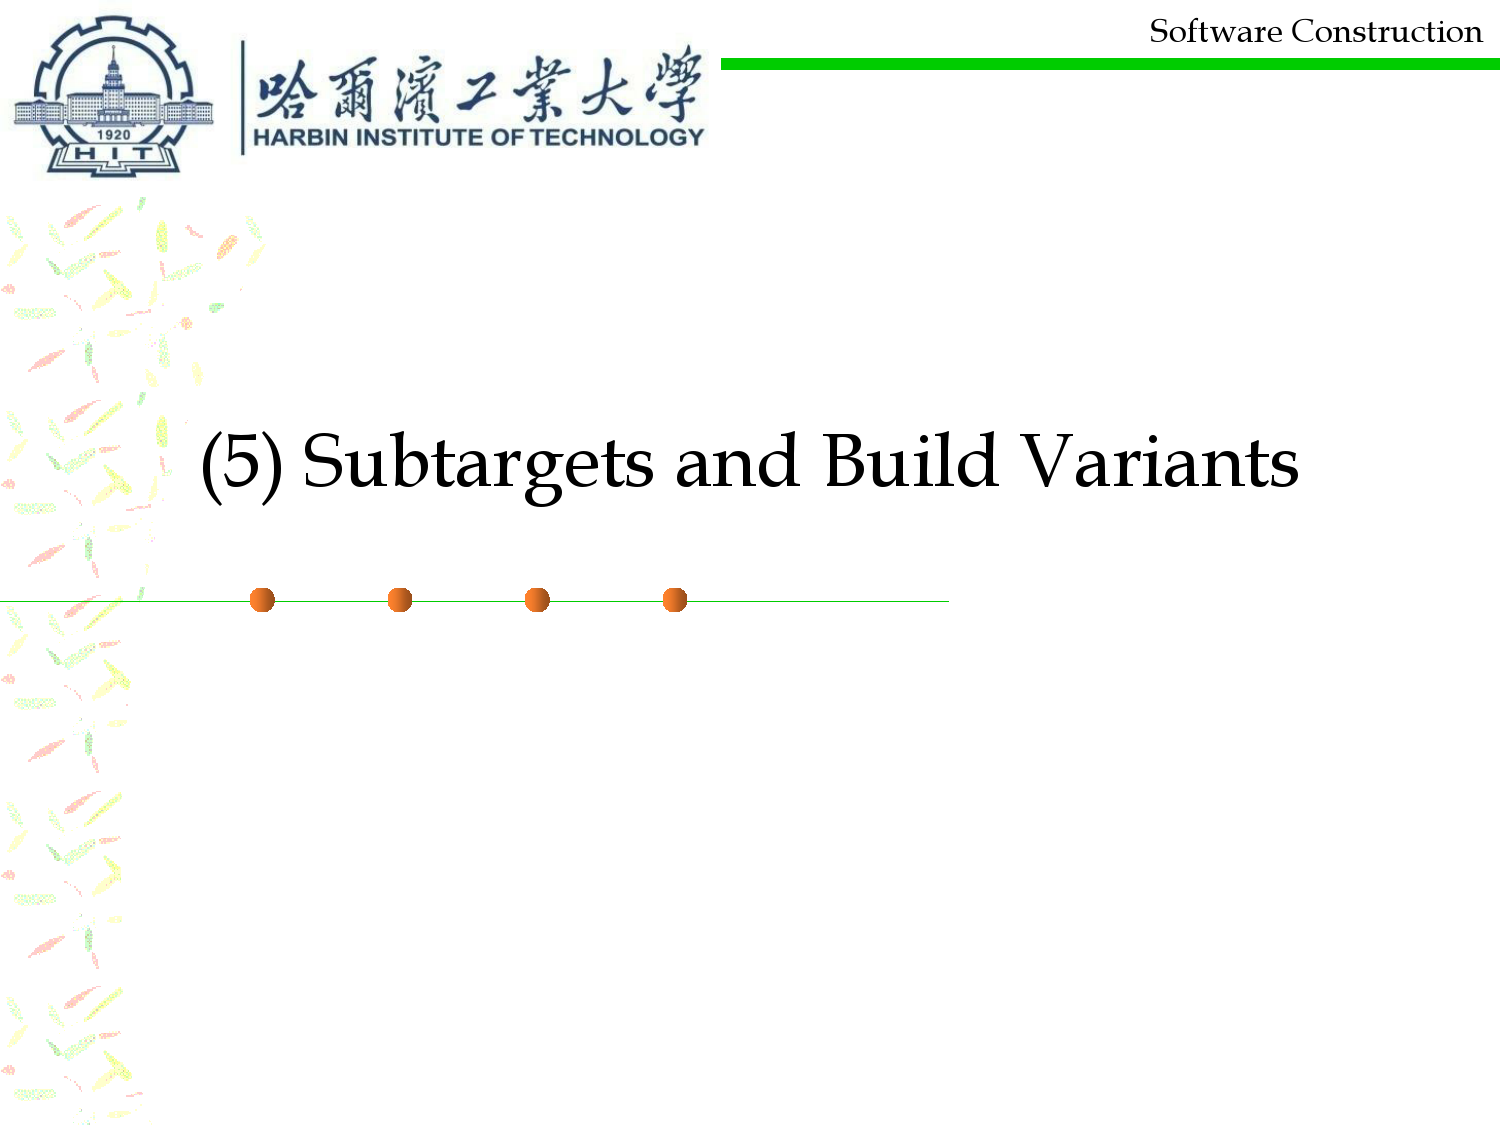 Software Construction
哈爾濱工業大學
HARBIN INSTITUTE OF TECHNOLOGY
1920
HIT
(5) Subtargets and Build Variants